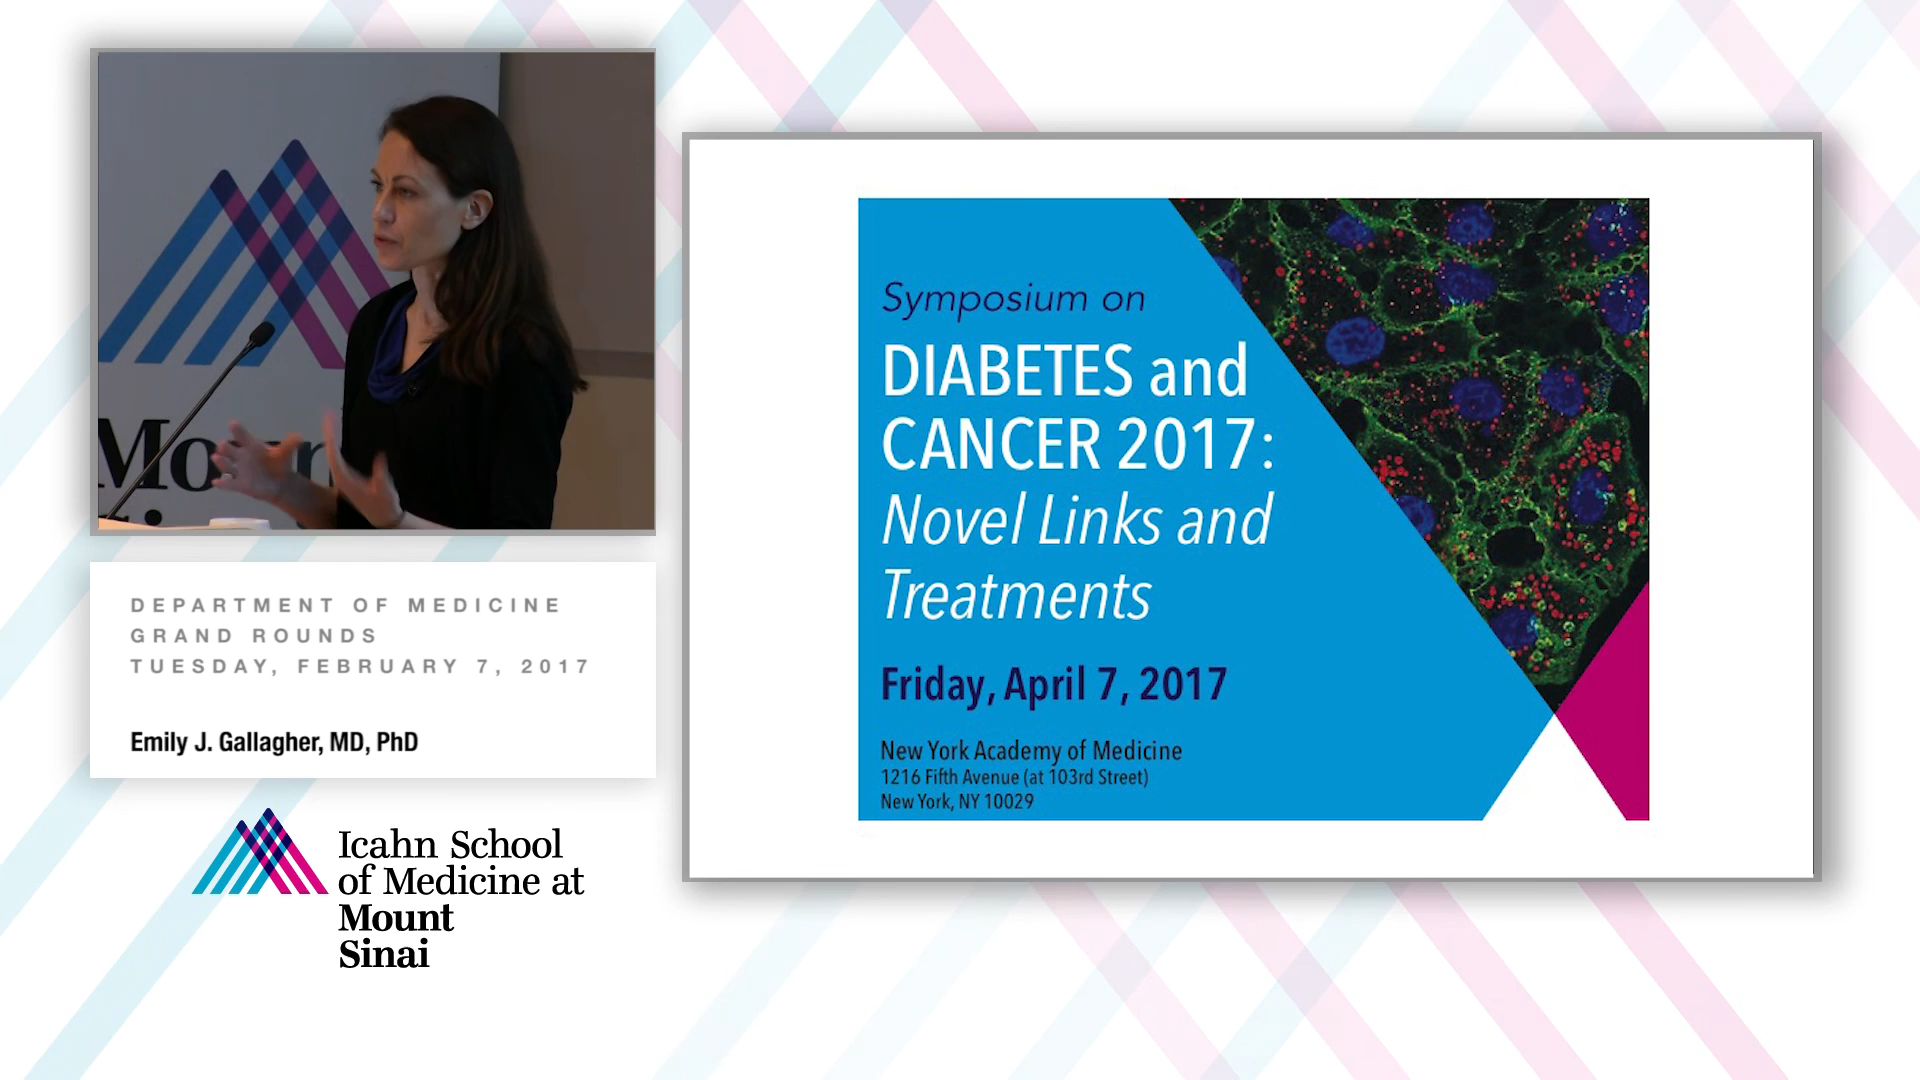 Mou
DEPARTMENT OF MEDICINE
GRAND ROUNDS
TUESDAY, FEBRUARY 7, 2017
Emily J. Gallagher, MD, PhD
Icahn School
of Medicine at
Mount
Sinai
Symposium on
DIABETES and
CANCER 2017:
Novel Links and
Treatments
Friday, April 7, 2017
New York Academy of Medicine
1216 Fifth Avenue (at 103rd Street)
New York, NY 10029